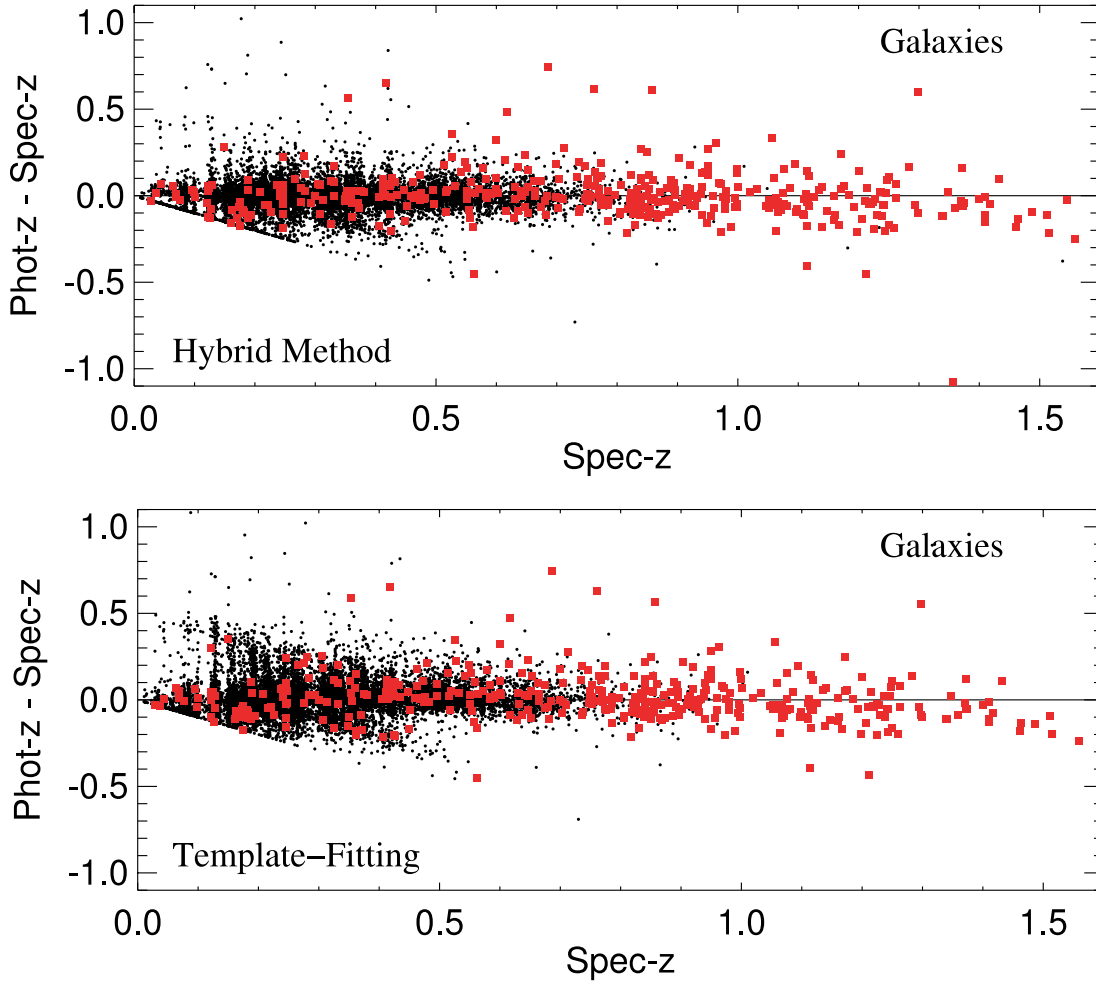 1.0
Galaxies
0.5
Phot-z - Spec-z
0.0
-0.5
Hybrid Method
-1.0
0.0 0.5 1.0 1.5
Spec-z
1.0
Galaxies
0.5
Phot-z - Spec-z
0.0
-0.5
Template–Fitting
-1.0
0.0 0.5 1.0 1.5
Spec-z